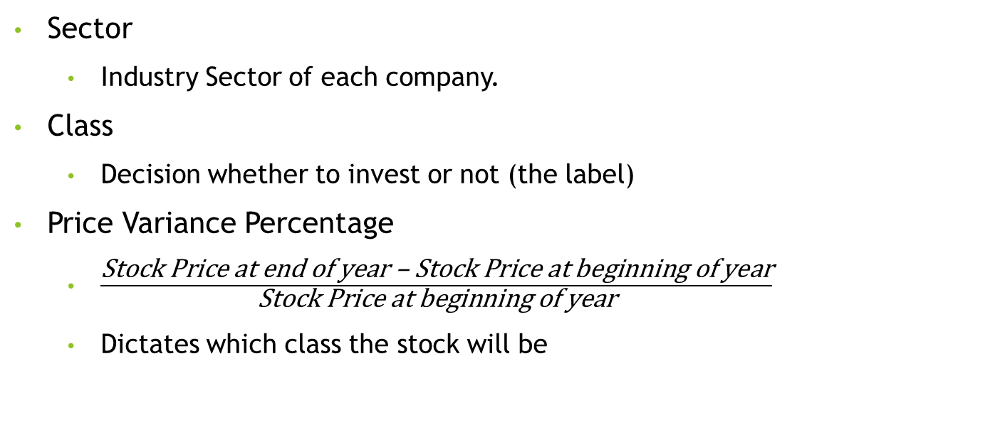 • Sector
• Industry Sector of each company.
• Class
• Decision whether to invest or not (the label)
• Price Variance Percentage
• Stock Price at end of year – Stock Price at beginning of year
Stock Price at beginning of year
• Dictates which class the stock will be